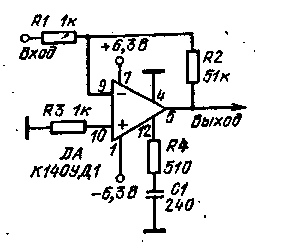 R1 1к
Вход
+6,3В
7
R2
51к
9
−
4
R3 1к
10
+
12
5
Выход
1
DA
К140УД1
R4
510
−6,3В
C1
240